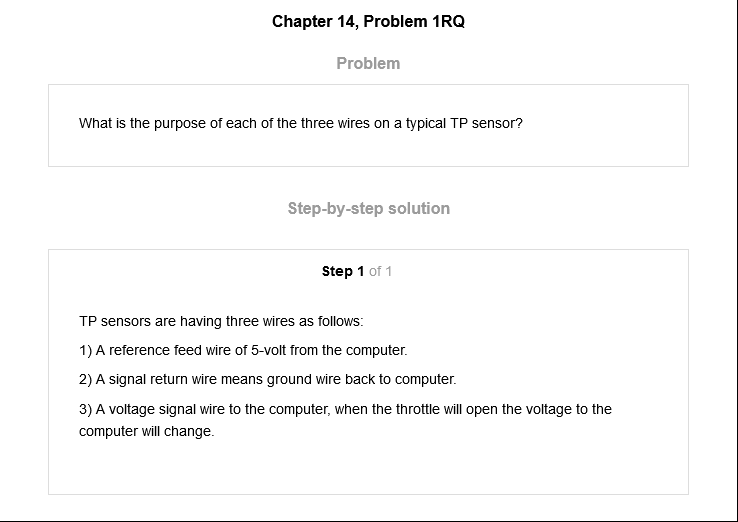 Chapter 14, Problem 1RQ
Problem
What is the purpose of each of the three wires on a typical TP sensor?
Step-by-step solution
Step 1 of 1
TP sensors are having three wires as follows:
1) A reference feed wire of 5-volt from the computer.
2) A signal return wire means ground wire back to computer.
3) A voltage signal wire to the computer, when the throttle will open the voltage to the
computer will change.